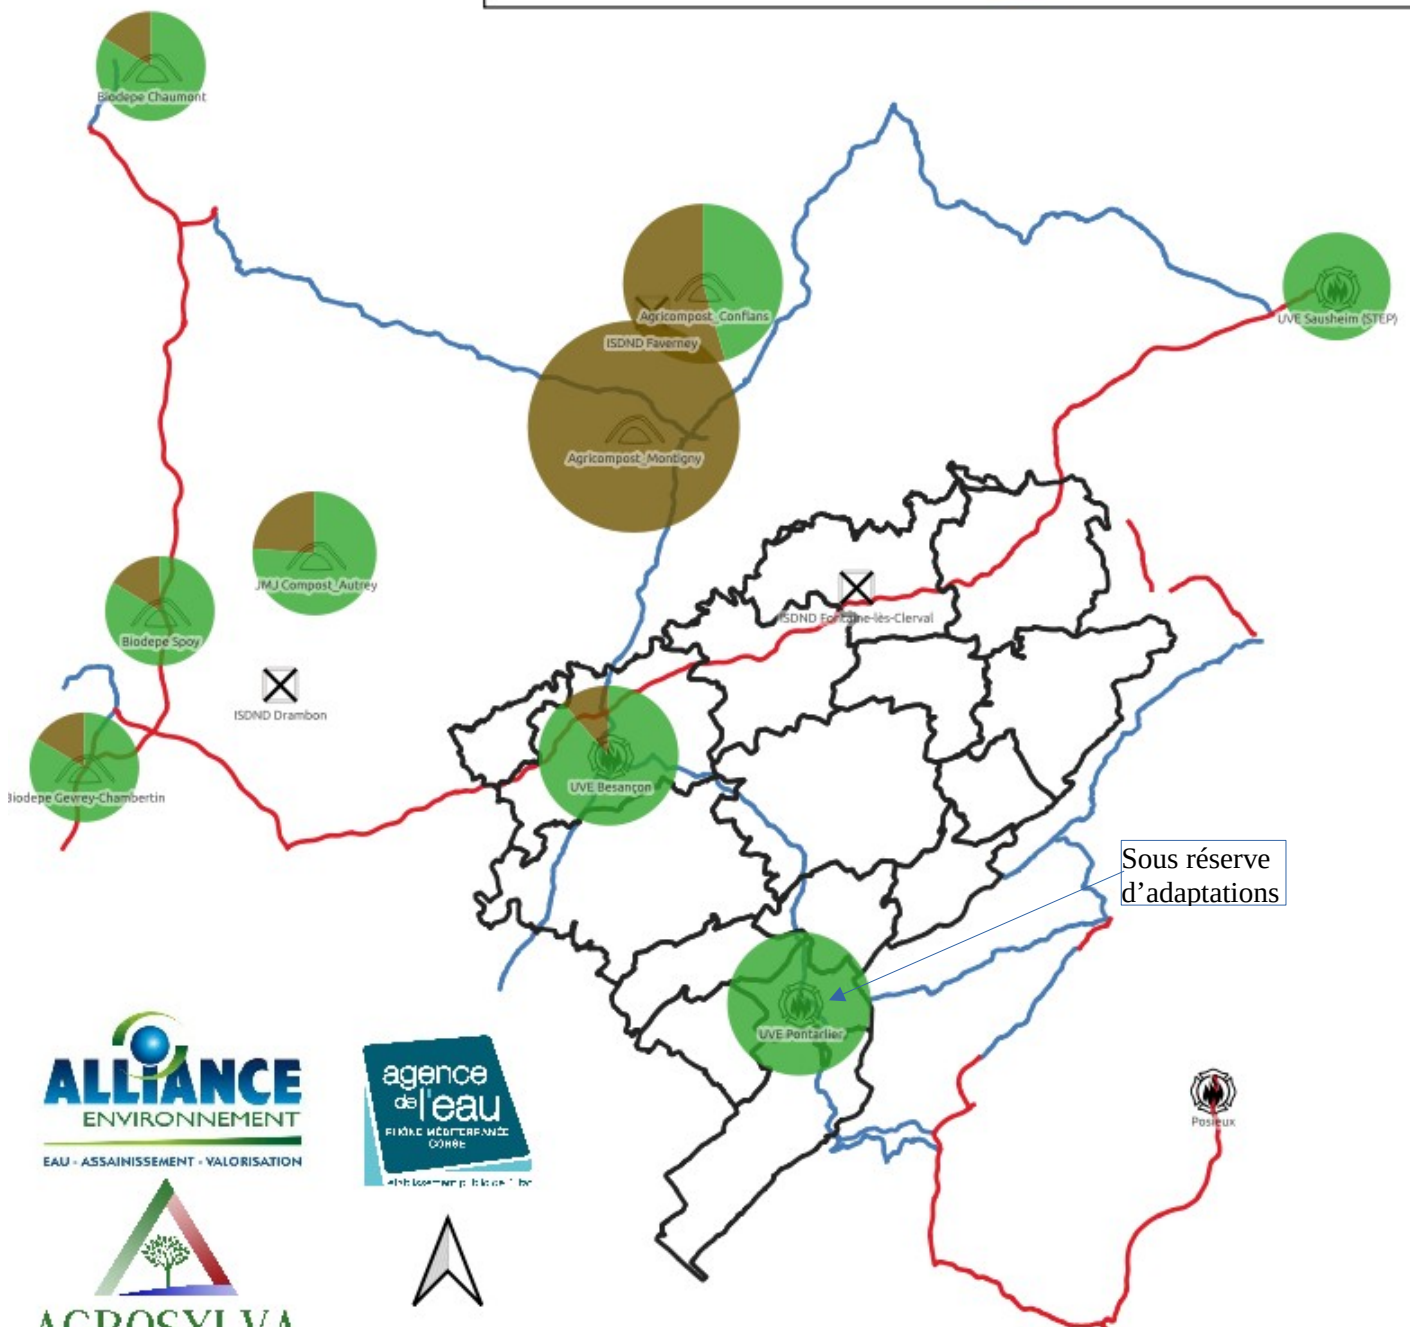 Biodepe Chaumont
Agricompost_Conflans
UVE Sausheim (STEP)
ISDND Faverney
Agricompost_Montigny
JMJ Compost_Autrey
ISDND Fontaine-lès-Clerval
Biodepe Spoy
ISDND Drambon
UVE Besançon
Biodepe Gevrey-Chambertin
Sous réserve
d’adaptations
UVE Pontarlier
Posieux
ALLIANCE
ENVIRONNEMENT
EAU - ASSAINISSEMENT - VALORISATION
agence
de l'eau
RHÔNE MÉDITERRANÉE
CORSE
AGROSYLVA